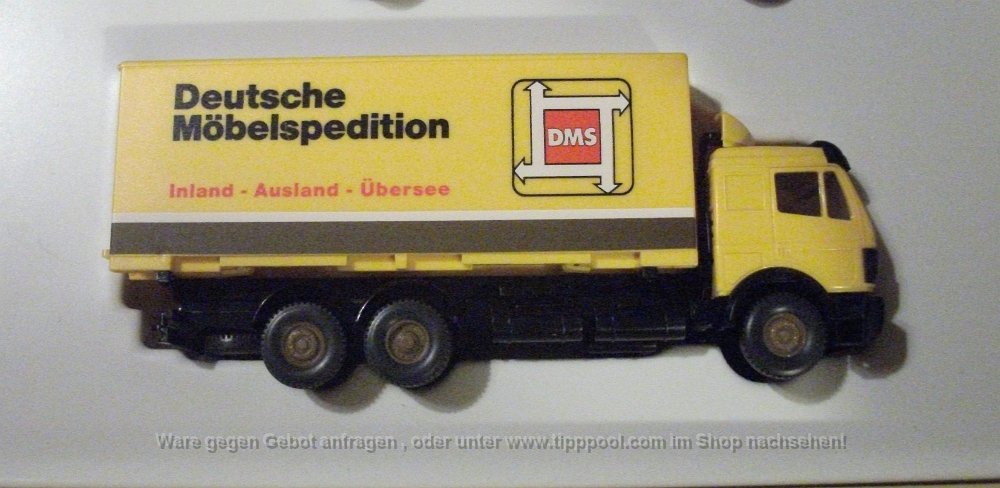 Deutsche
Möbelspedition
DMS
Inland - Ausland - Übersee
Ware gegen Gebot anfragen , oder unter www.tipppool.com im Shop nachsehen!